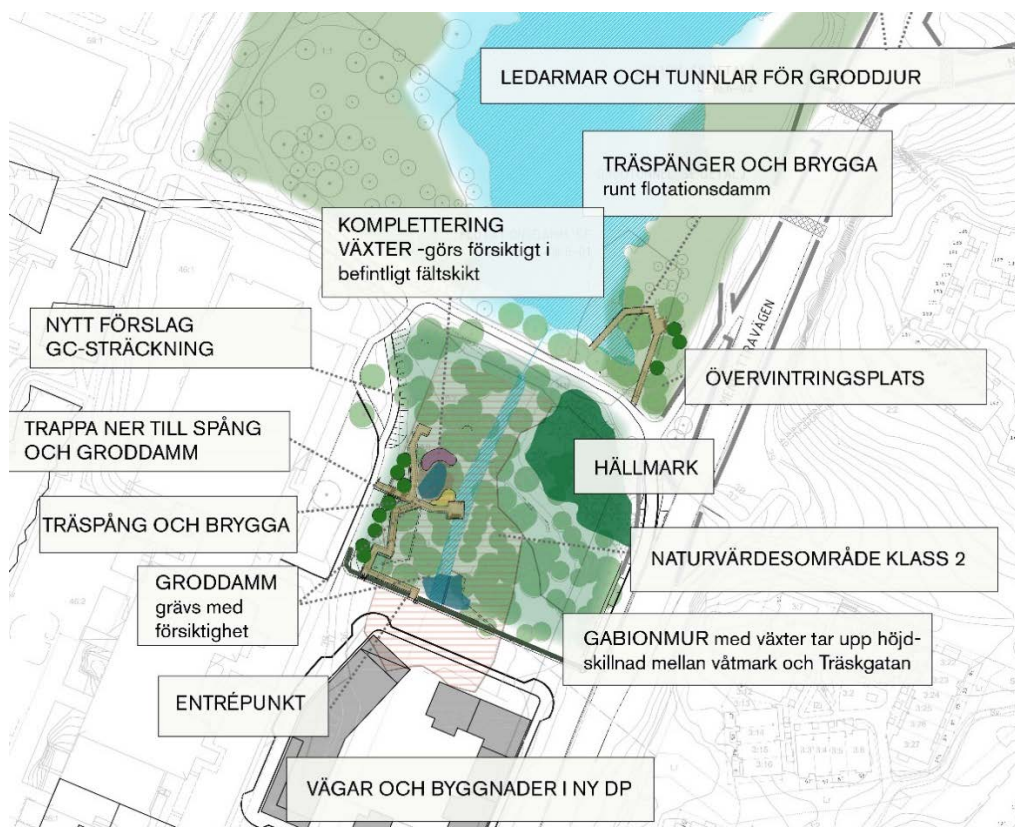 LEDARMAR OCH TUNNLAR FÖR GRODDJUR
TRÄSPÄNGER OCH BRYGGA
runt flotationsdamm
KOMPLETTERING
VÄXTER -görs försiktigt i
befintligt fältskikt
NYTT FÖRSLAG
GC-STRÄCKNING
ÖVERVINTRINGSPLATS
RAVÄGEN
TRAPPA NER TILL SPÅNG
OCH GRODDAMM
HÄLLMARK
TRÄSPÅNG OCH BRYGGA
NATURVÄRDESOMRÅDE KLASS 2
GRODDAMM
grävs med
försiktighet
GABIONMUR med växter tar upp höjd-
skillnad mellan våtmark och Träskgatan
ENTRÉPUNKT
VÄGAR OCH BYGGNADER I NY DP